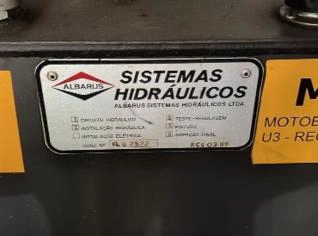 ALBARUS
SISTEMAS
HIDRÁULICOS
ALBARUS SISTEMAS HIDRÁULICOS LTDA.
CIRCUITO HIDRÁULICO
INSTALAÇÃO HIDRÁULICA
INSTALAÇÃO ELÉTRICA
TESTE-REGULAGEM
PINTURA
INSPEÇÃO FINAL
MOTOB
U3 - RE